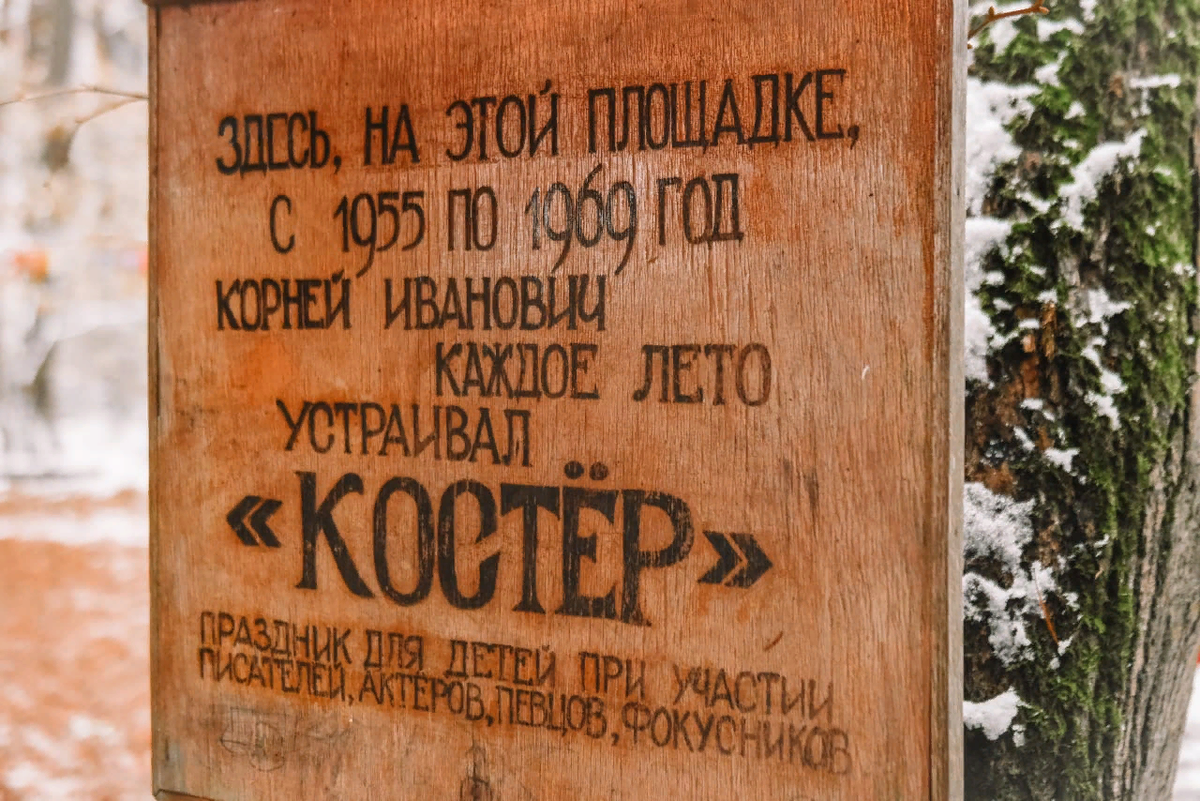 ЗДЕСЬ, НА ЭТОЙ ПЛОЩАДКЕ,
С 1955 ПО 1969 ГОД
КОРНЕЙ ИВАНОВИЧ
КАЖДОЕ ЛЕТО
УСТРАИВАЛ
«КОСТЁР»
ПРАЗДНИК ДЛЯ ДЕТЕЙ ПРИ УЧАСТИИ
ПИСАТЕЛЕЙ, АКТЕРОВ, ПЕВЦОВ, ФОКУСНИКОВ